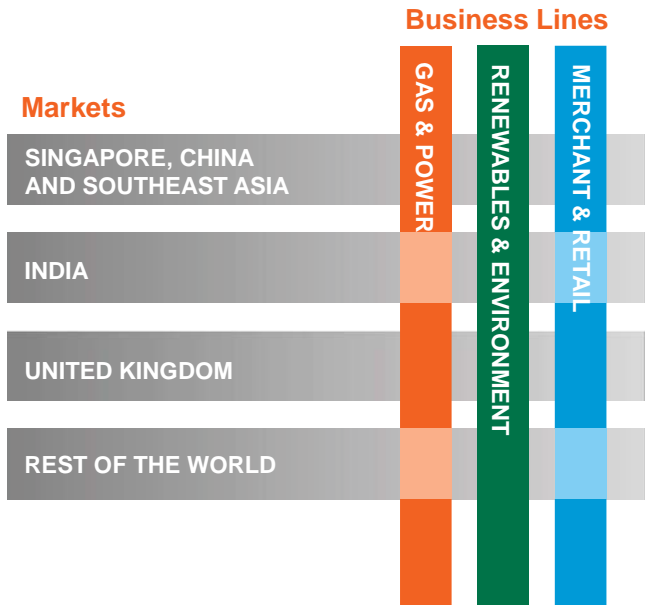 Business Lines
GAS & POWER
RENEWABLES & ENVIRONMENT
MERCHANT & RETAIL
Markets
SINGAPORE, CHINA
AND SOUTHEAST ASIA
INDIA
UNITED KINGDOM
REST OF THE WORLD